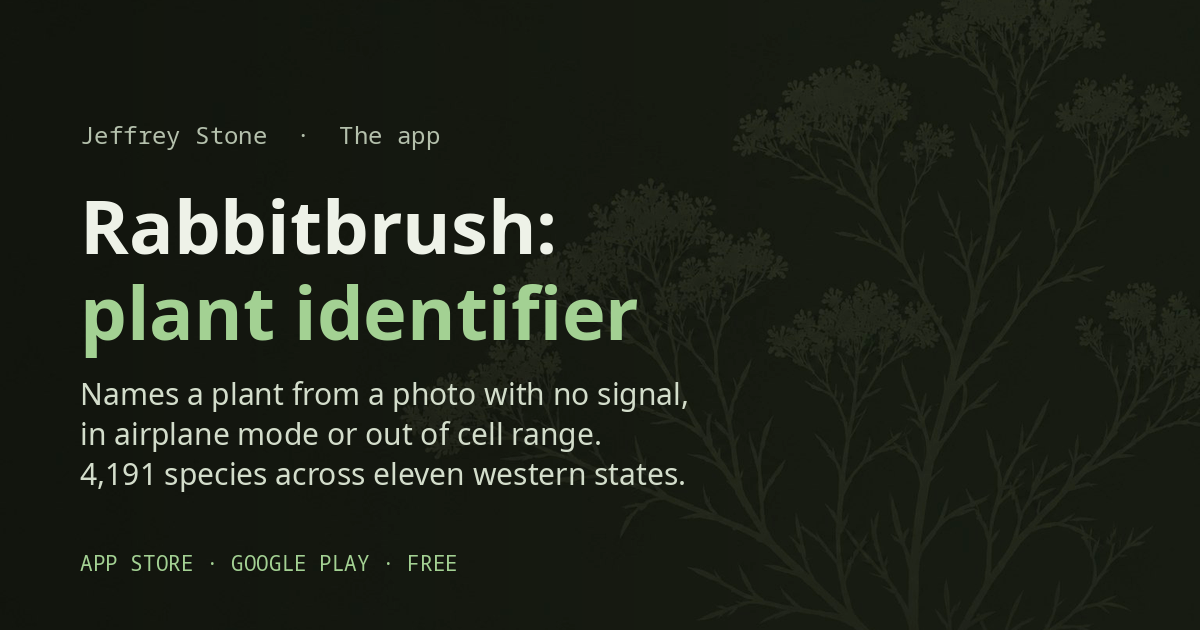 Jeffrey Stone · The app
Rabbitbrush:
plant identifier
Names a plant from a photo with no signal,
in airplane mode or out of cell range.
4,191 species across eleven western states.
APP STORE · GOOGLE PLAY · FREE